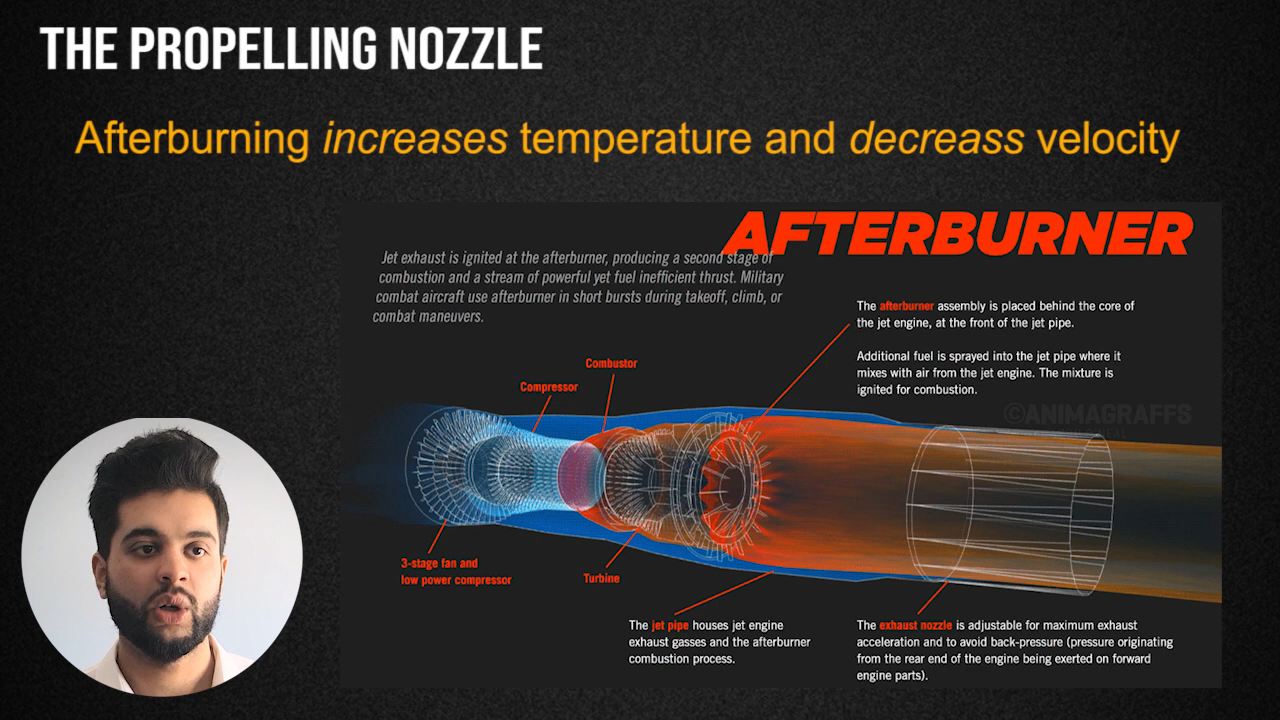 THE PROPELLING NOZZLE
Afterburning increases temperature and decreass velocity
AFTERBURNER
Jet exhaust is ignited at the afterburner, producing a second stage of
combustion and a stream of powerful yet fuel inefficient thrust. Military
combat aircraft use afterburner in short bursts during takeoff, climb, or
combat maneuvers.
The afterburner assembly is placed behind the core of
the jet engine, at the front of the jet pipe.
Additional fuel is sprayed into the jet pipe where it
mixes with air from the jet engine. The mixture is
ignited for combustion.
©ANIMAGRAFFS
Combustor
Compressor
3-stage fan and
low power compressor
Turbine
The jet pipe houses jet engine
exhaust gasses and the afterburner
combustion process.
The exhaust nozzle is adjustable for maximum exhaust
acceleration and to avoid back-pressure (pressure originating
from the rear end of the engine being exerted on forward
engine parts).